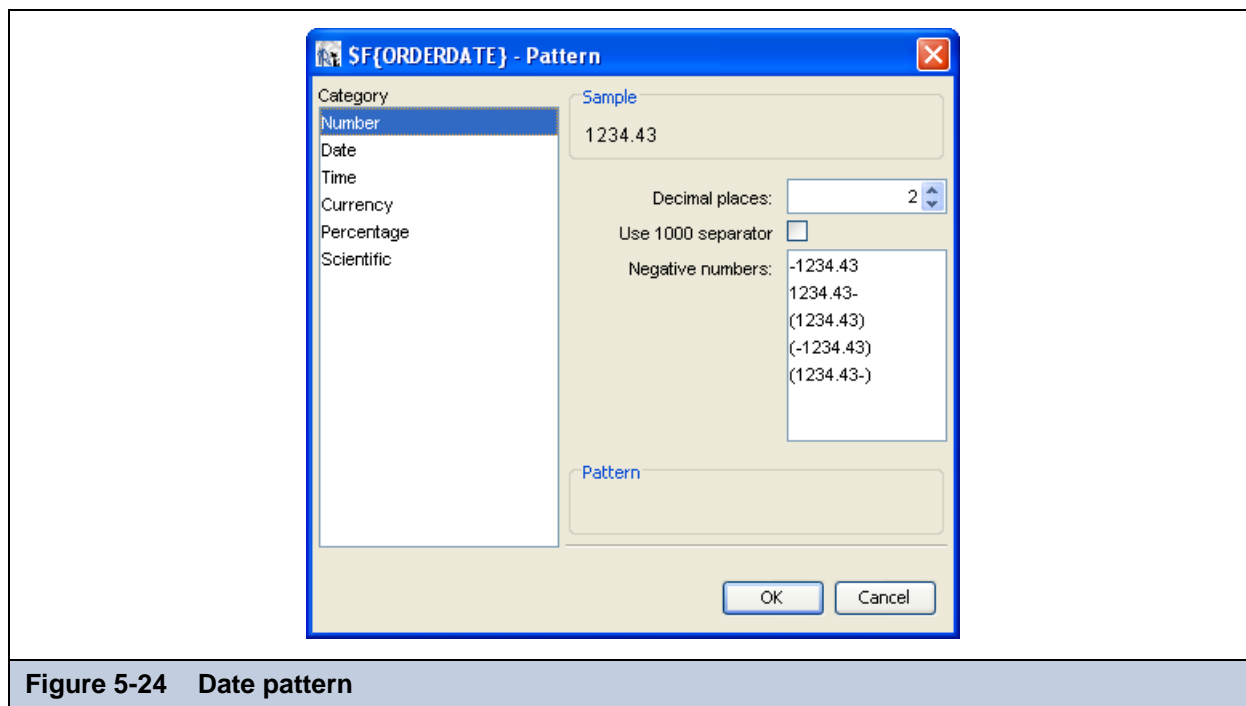 $F{ORDERDATE} - Pattern
Category
Number
Date
Time
Currency
Percentage
Scientific
Sample
1234.43
Decimal places: 2
Use 1000 separator
Negative numbers:
-1234.43
1234.43-
(1234.43)
(-1234.43)
(1234.43-)
Pattern
OK Cancel
Figure 5-24 Date pattern